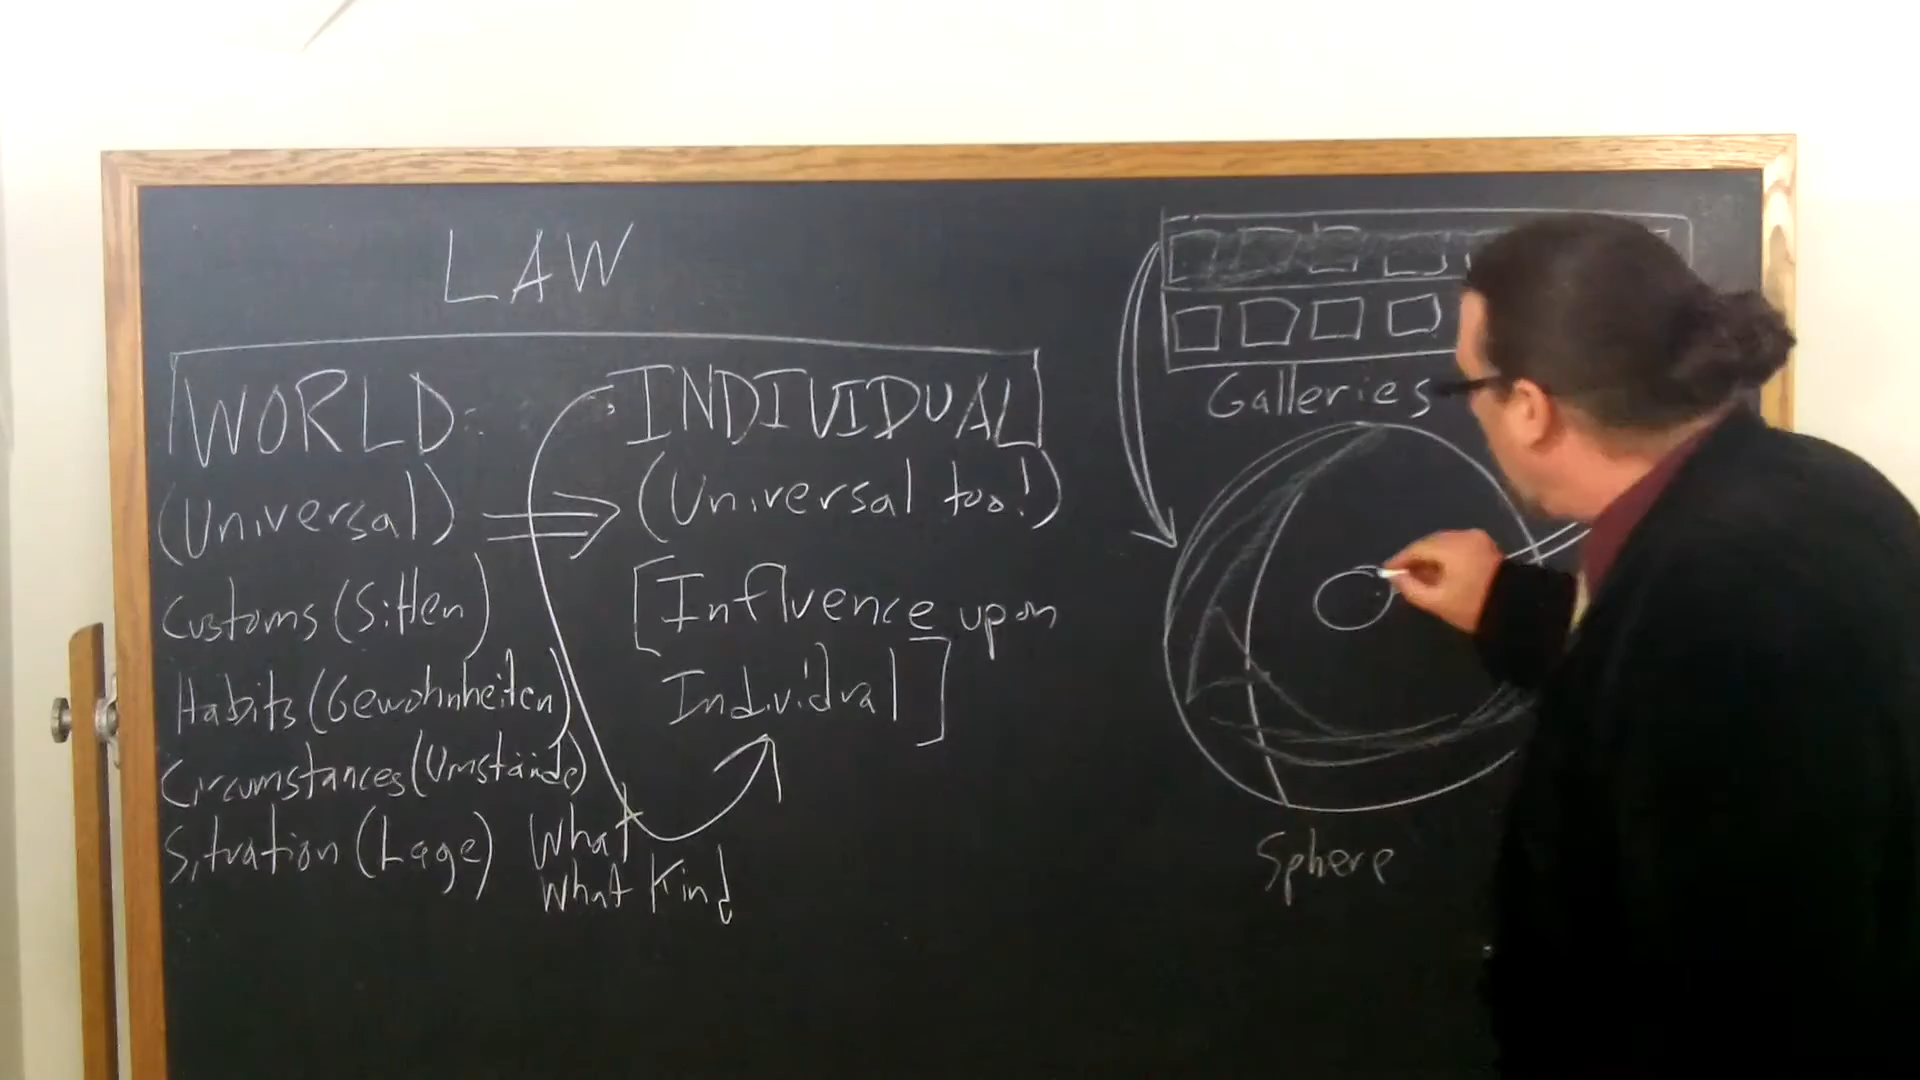 LAW
WORLD:
(Universal)
Customs (Sitten)
Habits (Gewohnheiten)
Circumstances (Umstände)
Situation (Lage)
What
What Kind
INDIVIDUAL
(Universal too!)
[Influence upon
Individual]
Galleries
Sphere